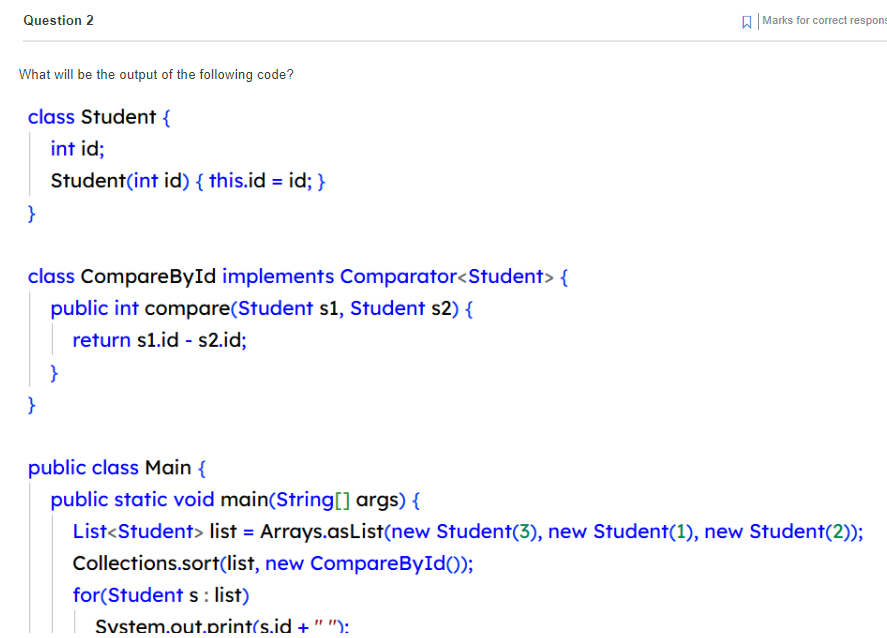 Question 2
Marks for correct respons
What will be the output of the following code?
class Student {
int id;
Student(int id) { this.id = id; }
}
class CompareById implements Comparator<Student> {
public int compare(Student s1, Student s2) {
return s1.id - s2.id;
}
}
public class Main {
public static void main(String[] args) {
List<Student> list = Arrays.asList(new Student(3), new Student(1), new Student(2));
Collections.sort(list, new CompareById());
for(Student s : list)
System.out.print(s.id + " ");